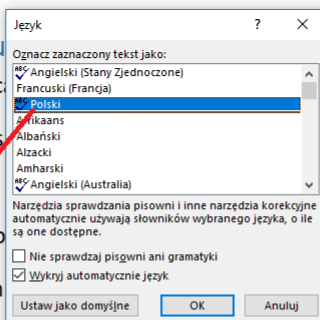 Język
Oznacz zaznaczony tekst jako:
Angielski (Stany Zjednoczone)
Francuski (Francja)
Polski
Afrikaans
Albański
Alzacki
Amharski
Angielski (Australia)
Narzędzia sprawdzania pisowni i inne narzędzia korekcyjne
automatycznie używają słowników wybranego języka, o ile
są one dostępne.
Nie sprawdzaj pisowni ani gramatyki
Wykryj automatycznie język
Ustaw jako domyślne OK Anuluj